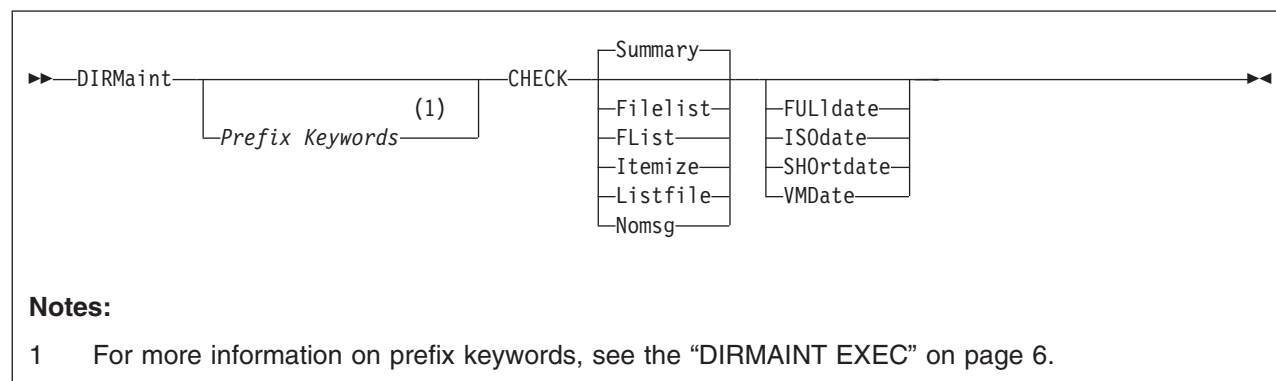 Summary
DIRMaint CHECK
(1) Filelist FULldate
Prefix Keywords FList ISOdate
Itemize SHOrtdate
Listfile VMDate
Nomsg
Notes:
1 For more information on prefix keywords, see the “DIRMAINT EXEC” on page 6.